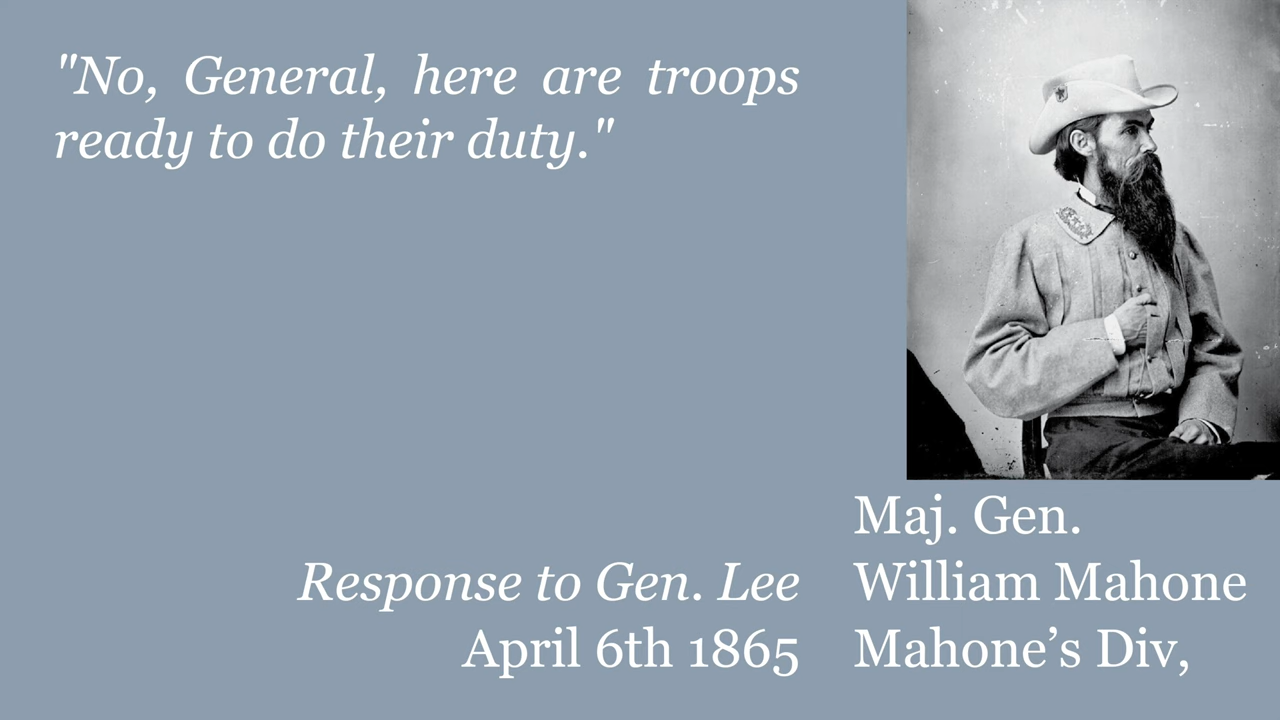 "No, General, here are troops
ready to do their duty."
Response to Gen. Lee
April 6th 1865
Maj. Gen.
William Mahone
Mahone’s Div,